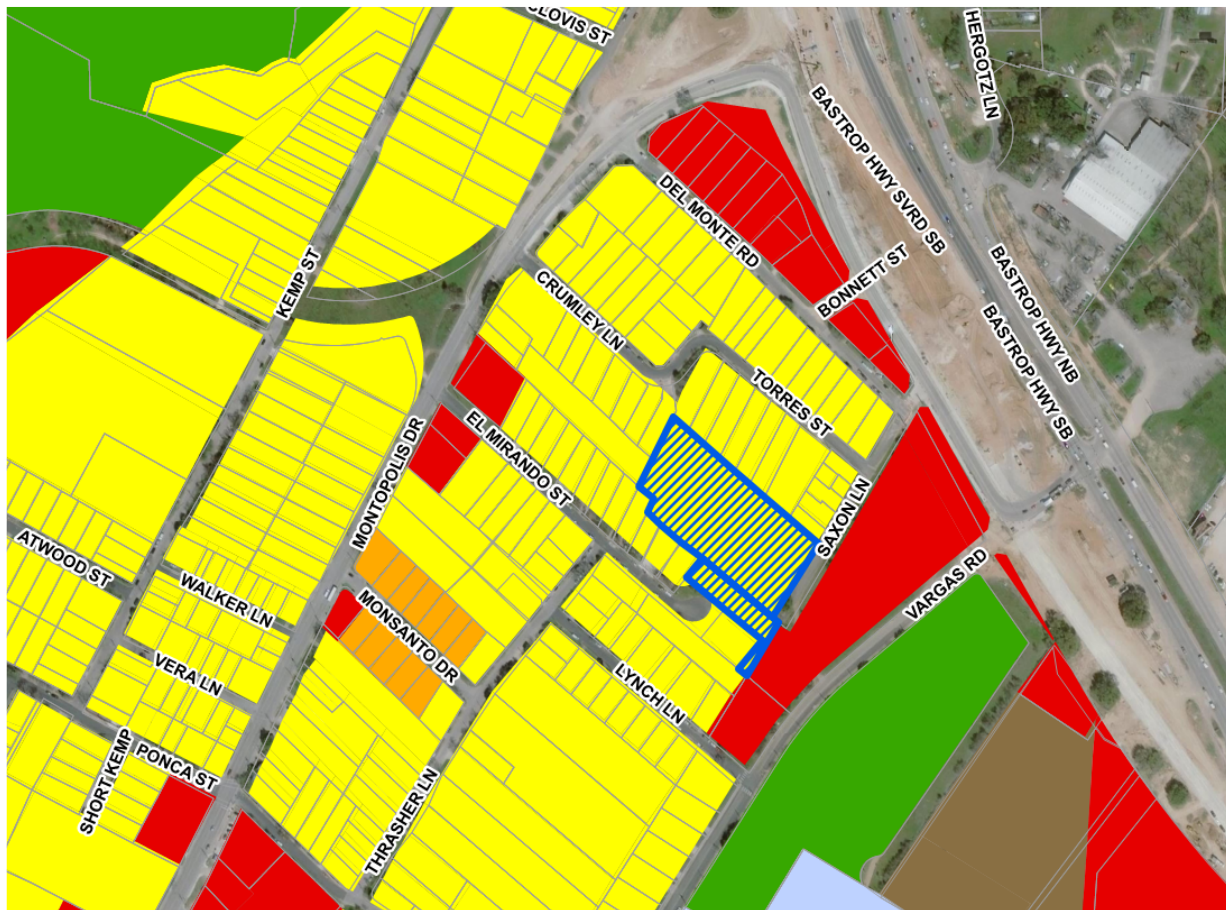 CLOVIS ST
HERGOTZ LN
BASTROP HWY SVRD SB
DEL MONTE RD
BONNETT ST
KEMP ST
CRUMLEY LN
BASTROP HWY NB
BASTROP HWY SB
TORRES ST
MONTOPOLIS DR
EL MIRANDO ST
SAXON LN
ATWOOD ST
WALKER LN
MONSANTO DR
VARGAS RD
VERA LN
LYNCH LN
PONCA ST
SHORT KEMP
THRASHER LN